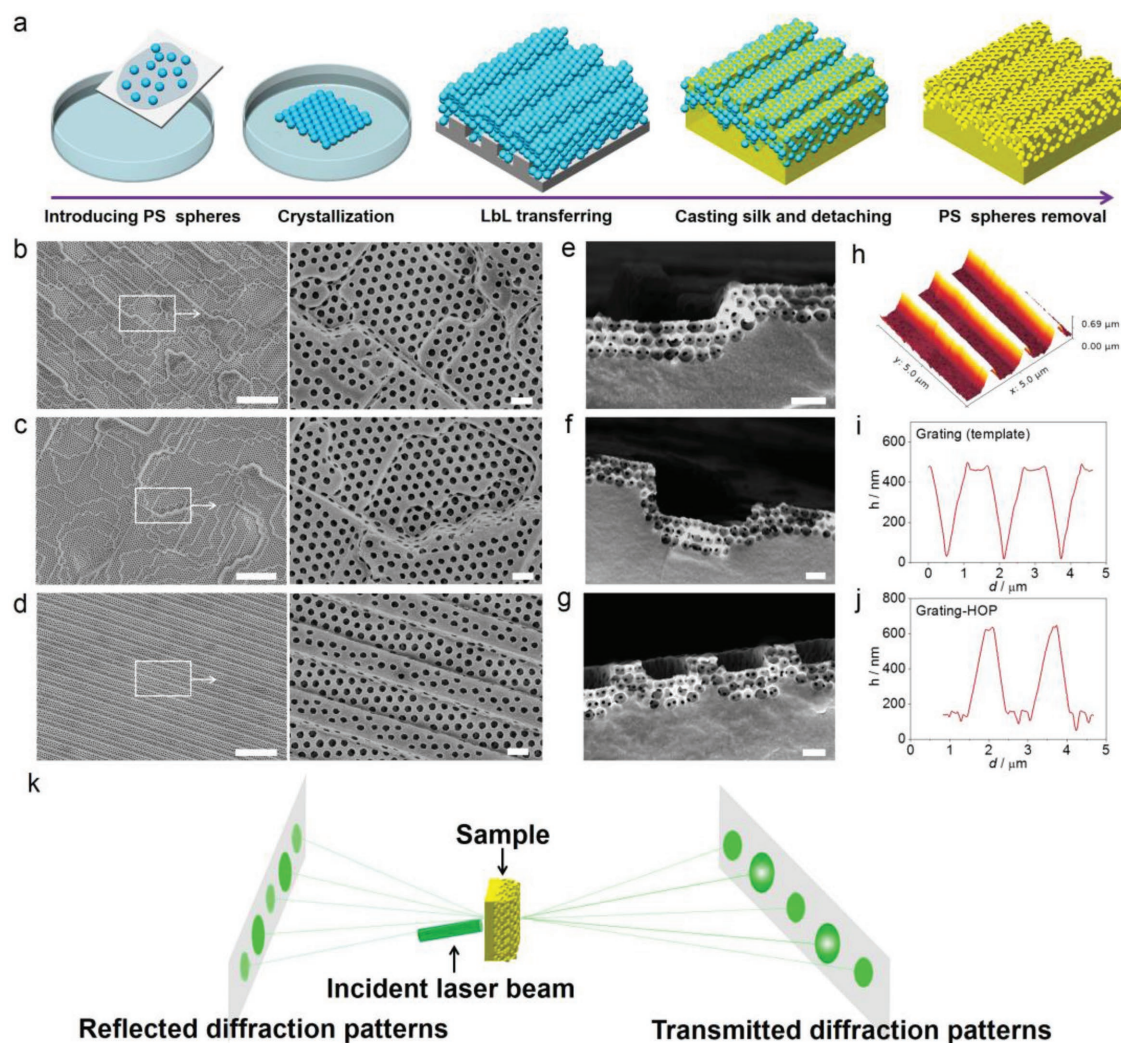 a
Introducing PS spheres
Crystallization
LbL transferring
Casting silk and detaching
PS spheres removal
b
e
h
0.69 μm
0.00 μm
y: 5.0 μm
x: 5.0 μm
c
f
i
Grating (template)
h / nm
600
400
200
0
0 1 2 3 4 5
d / μm
d
g
j
Grating-HOP
h / nm
800
600
400
200
0
0 1 2 3 4 5
d / μm
k
Sample
Incident laser beam
Reflected diffraction patterns
Transmitted diffraction patterns